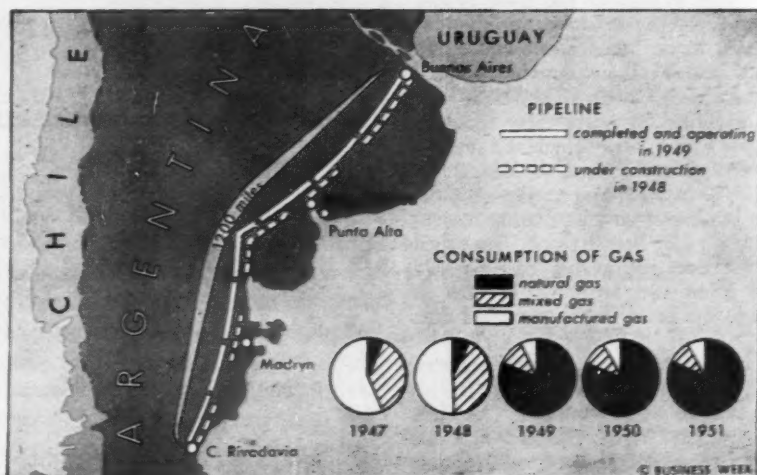 CHILE
ARGENTINA
URUGUAY
Buenos Aires
PIPELINE
completed and operating
in 1949
under construction
in 1948
1200 miles
Punta Alta
CONSUMPTION OF GAS
natural gas
mixed gas
manufactured gas
Madryn
1947 1948 1949 1950 1951
C. Rivadavia
© BUSINESS WEEK